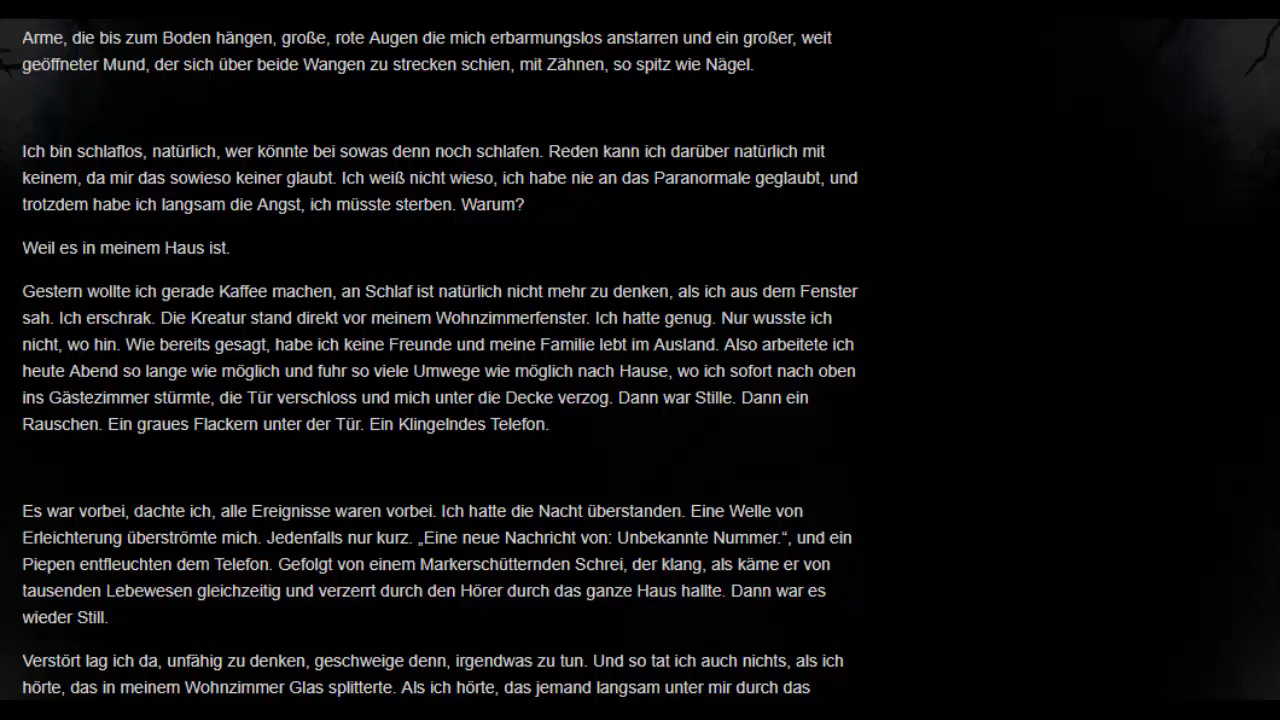 Arme, die bis zum Boden hängen, große, rote Augen die mich erbarmungslos anstarren und ein großer, weit
geöffneter Mund, der sich über beide Wangen zu strecken schien, mit Zähnen, so spitz wie Nägel.
Ich bin schlaflos, natürlich, wer könnte bei sowas denn noch schlafen. Reden kann ich darüber natürlich mit
keinem, da mir das sowieso keiner glaubt. Ich weiß nicht wieso, ich habe nie an das Paranormale geglaubt, und
trotzdem habe ich langsam die Angst, ich müsste sterben. Warum?
Weil es in meinem Haus ist.
Gestern wollte ich gerade Kaffee machen, an Schlaf ist natürlich nicht mehr zu denken, als ich aus dem Fenster
sah. Ich erschrak. Die Kreatur stand direkt vor meinem Wohnzimmerfenster. Ich hatte genug. Nur wusste ich
nicht, wo hin. Wie bereits gesagt, habe ich keine Freunde und meine Familie lebt im Ausland. Also arbeitete ich
heute Abend so lange wie möglich und fuhr so viele Umwege wie möglich nach Hause, wo ich sofort nach oben
ins Gästezimmer stürmte, die Tür verschloss und mich unter die Decke verzog. Dann war Stille. Dann ein
Rauschen. Ein graues Flackern unter der Tür. Ein Klingelndes Telefon.
Es war vorbei, dachte ich, alle Ereignisse waren vorbei. Ich hatte die Nacht überstanden. Eine Welle von
Erleichterung überströmte mich. Jedenfalls nur kurz. „Eine neue Nachricht von: Unbekannte Nummer.“, und ein
Piepen entfleuchten dem Telefon. Gefolgt von einem Markerschütternden Schrei, der klang, als käme er von
tausenden Lebewesen gleichzeitig und verzerrt durch den Hörer durch das ganze Haus hallte. Dann war es
wieder Still.
Verstört lag ich da, unfähig zu denken, geschweige denn, irgendwas zu tun. Und so tat ich auch nichts, als ich
hörte, das in meinem Wohnzimmer Glas splitterte. Als ich hörte, das jemand langsam unter mir durch das